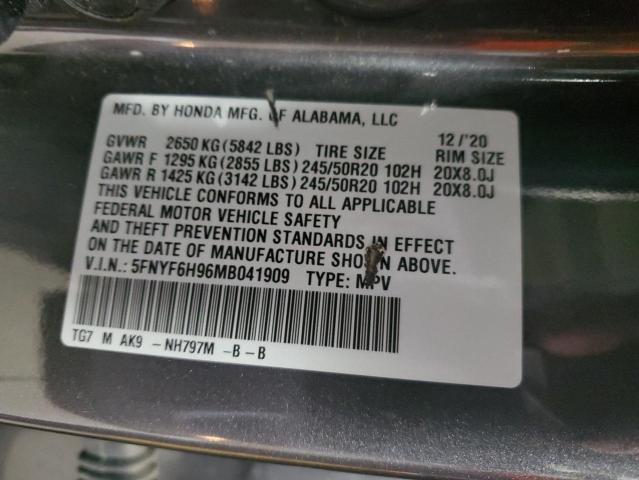 MFD. BY HONDA MFG. OF ALABAMA, LLC
GVWR 2650 KG (5842 LBS) TIRE SIZE 12/'20 RIM SIZE
GAWR F 1295 KG (2855 LBS) 245/50R20 102H 20X8.0J
GAWR R 1425 KG (3142 LBS) 245/50R20 102H 20X8.0J
THIS VEHICLE CONFORMS TO ALL APPLICABLE
FEDERAL MOTOR VEHICLE SAFETY
AND THEFT PREVENTION STANDARDS IN EFFECT
ON THE DATE OF MANUFACTURE SHOWN ABOVE.
V.I.N.: 5FNYF6H96MB041909 TYPE: MPV
TG7 M AK9 -NH797M -B-B